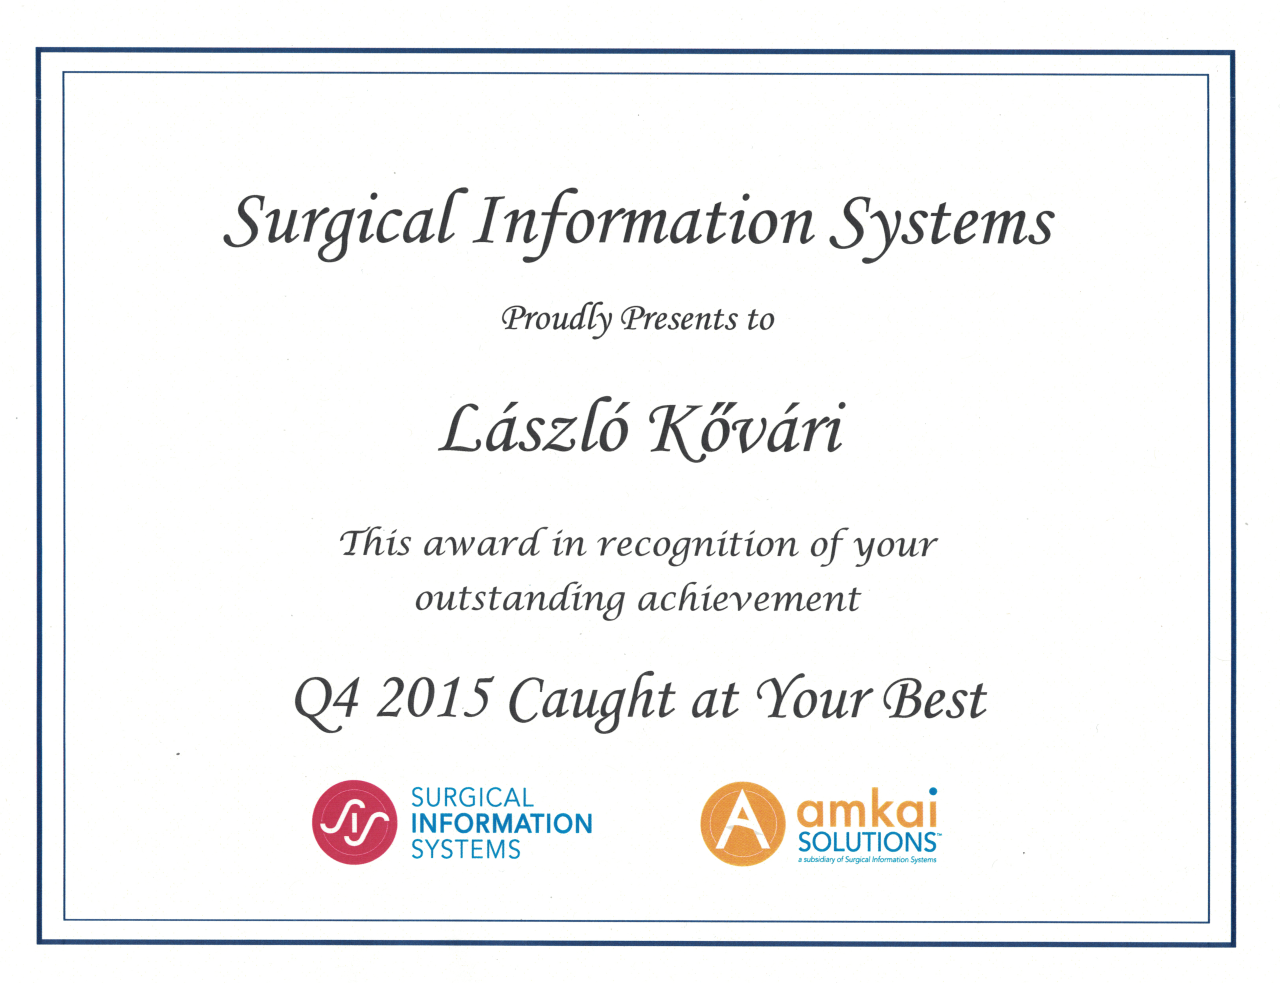 Surgical Information Systems
Proudly Presents to
László Kővári
This award in recognition of your
outstanding achievement
Q4 2015 Caught at Your Best
SIS
SURGICAL
INFORMATION
SYSTEMS
A
amkai
SOLUTIONS™
a subsidiary of Surgical Information Systems